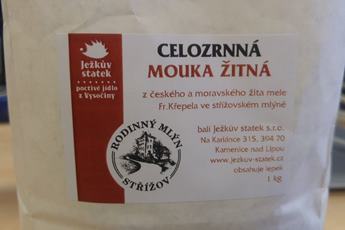 Ježkův
statek
poctivé jídlo
z Vysočiny
CELOZRNNÁ
MOUKA ŽITNÁ
z českého a moravského žita mele
Fr.Křepela ve střížovském mlýně
RODINNÝ MLÝN
STŘÍŽOV
balí Ježkův statek s.r.o.
Na Karlánce 315, 394 70
Kamenice nad Lipou
www.jezkuv-statek.cz
obsahuje lepek
1 kg